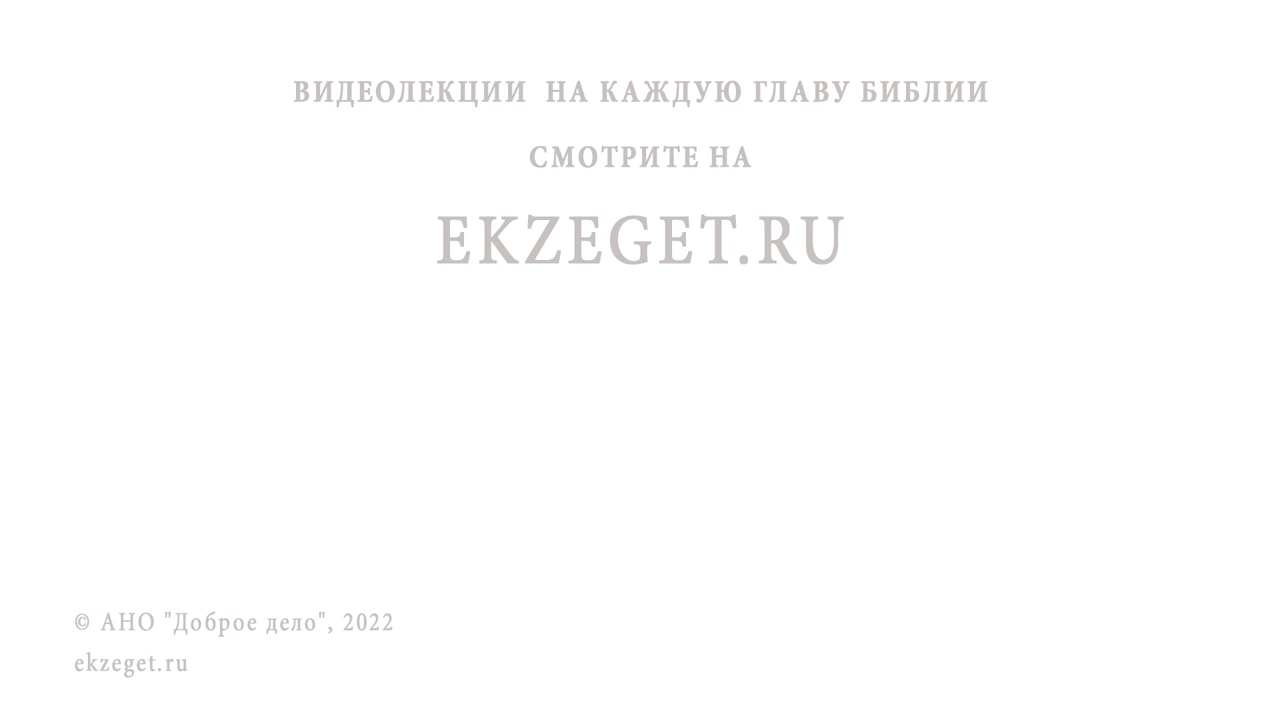 ВИДЕОЛЕКЦИИ НА КАЖДУЮ ГЛАВУ БИБЛИИ
СМОТРИТЕ НА
EKZEGET.RU
© АНО "Доброе дело", 2022
ekzeget.ru